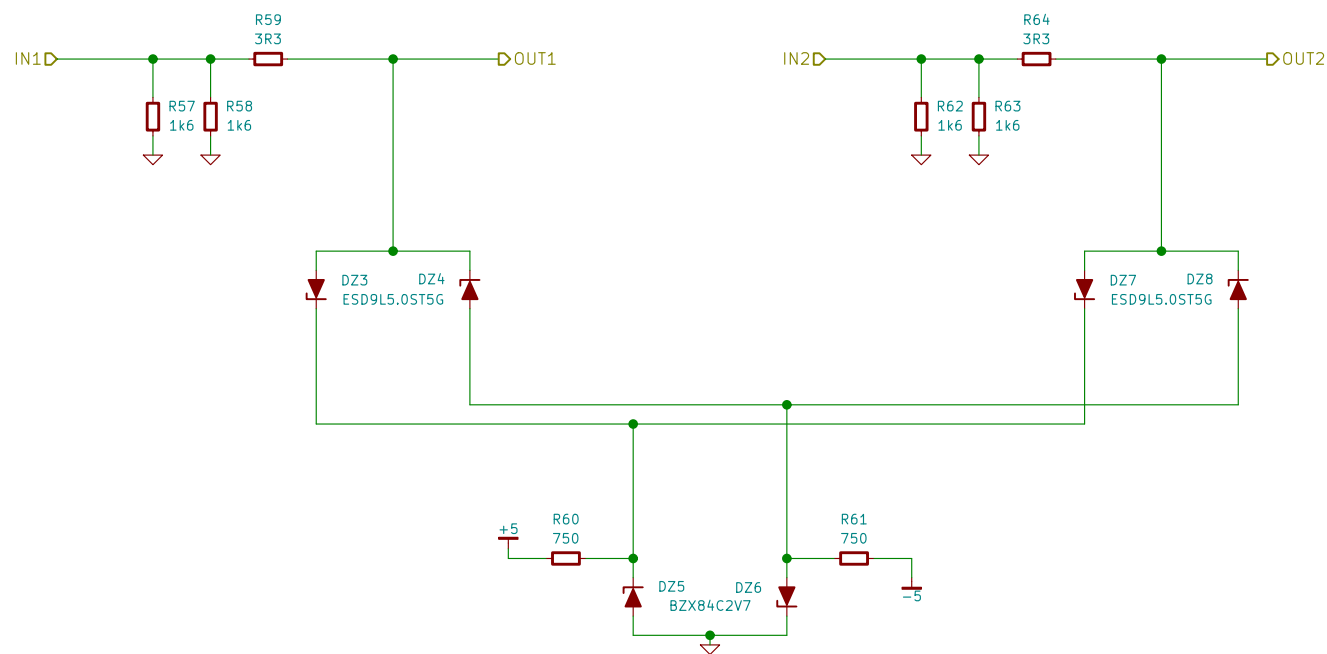 R59
3R3
R64
3R3
IN1
OUT1
IN2
OUT2
R57
1k6
R58
1k6
R62
1k6
R63
1k6
DZ3
DZ4
ESD9L5.0ST5G
DZ7
DZ8
ESD9L5.0ST5G
+5
R60
750
R61
750
DZ5
DZ6
BZX84C2V7
-5